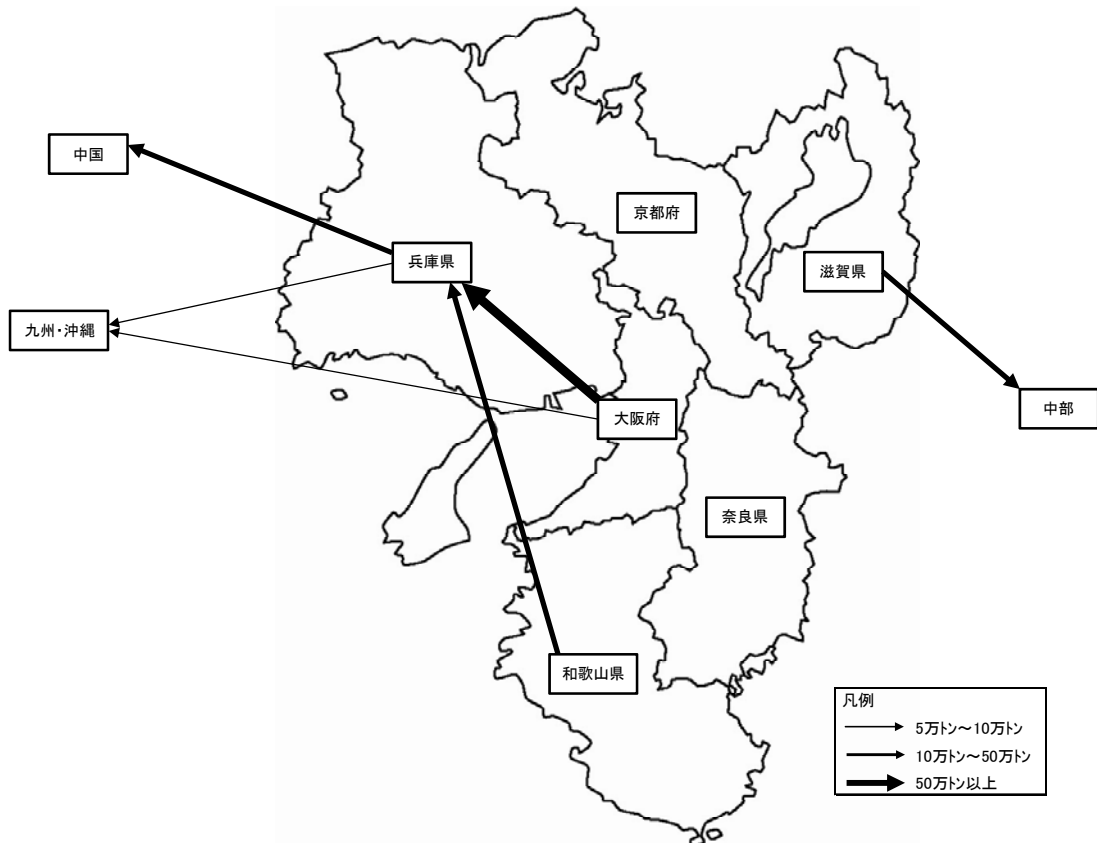 中国
京都府
兵庫県
滋賀県
九州・沖縄
中部
大阪府
奈良県
和歌山県
凡例
5万ﾄﾝ～10万ﾄﾝ
10万ﾄﾝ～50万ﾄﾝ
50万ﾄﾝ以上